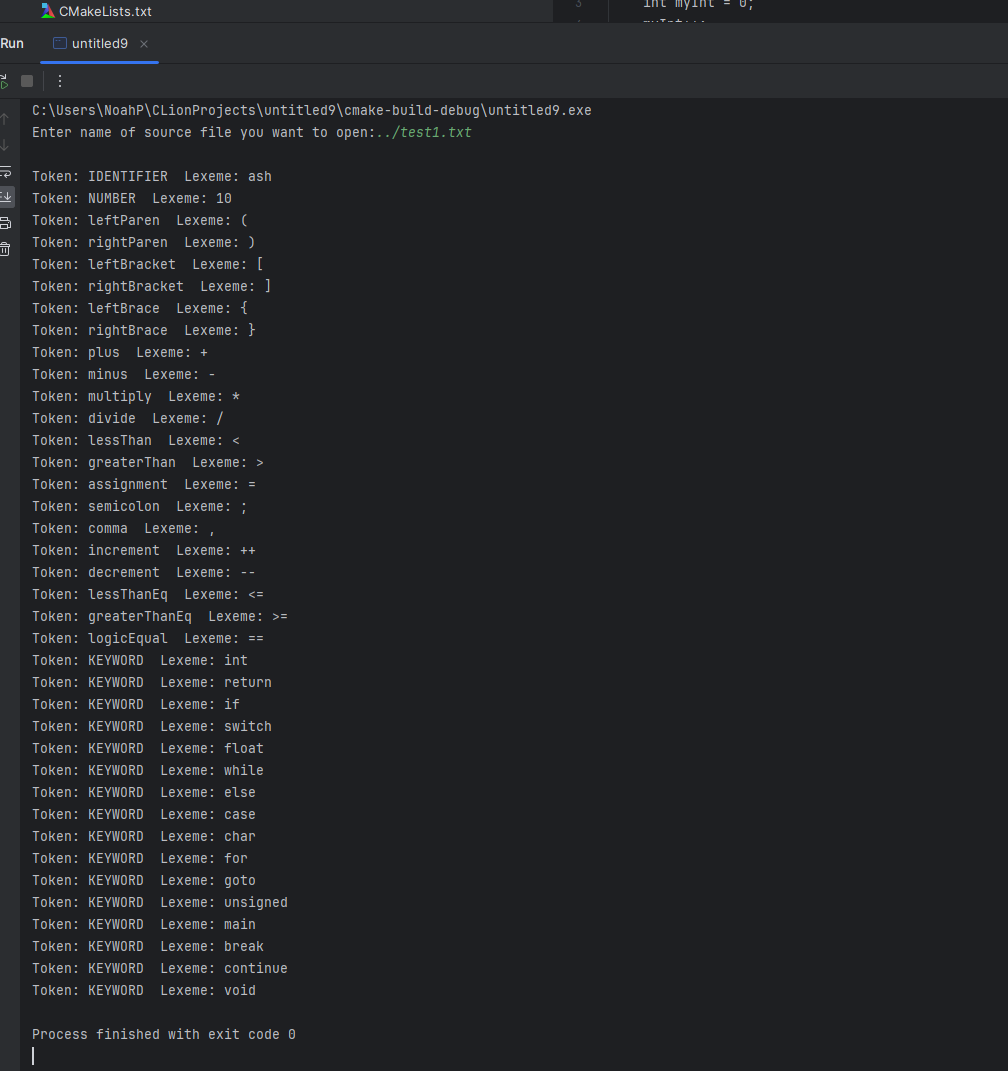 CMakeLists.txt
3 int myInt = 0;
Run untitled9
C:\Users\NoahP\CLionProjects\untitled9\cmake-build-debug\untitled9.exe
Enter name of source file you want to open:../test1.txt
Token: IDENTIFIER  Lexeme: ash
Token: NUMBER  Lexeme: 10
Token: leftParen  Lexeme: (
Token: rightParen  Lexeme: )
Token: leftBracket  Lexeme: [
Token: rightBracket  Lexeme: ]
Token: leftBrace  Lexeme: {
Token: rightBrace  Lexeme: }
Token: plus  Lexeme: +
Token: minus  Lexeme: -
Token: multiply  Lexeme: *
Token: divide  Lexeme: /
Token: lessThan  Lexeme: <
Token: greaterThan  Lexeme: >
Token: assignment  Lexeme: =
Token: semicolon  Lexeme: ;
Token: comma  Lexeme: ,
Token: increment  Lexeme: ++
Token: decrement  Lexeme: --
Token: lessThanEq  Lexeme: <=
Token: greaterThanEq  Lexeme: >=
Token: logicEqual  Lexeme: ==
Token: KEYWORD  Lexeme: int
Token: KEYWORD  Lexeme: return
Token: KEYWORD  Lexeme: if
Token: KEYWORD  Lexeme: switch
Token: KEYWORD  Lexeme: float
Token: KEYWORD  Lexeme: while
Token: KEYWORD  Lexeme: else
Token: KEYWORD  Lexeme: case
Token: KEYWORD  Lexeme: char
Token: KEYWORD  Lexeme: for
Token: KEYWORD  Lexeme: goto
Token: KEYWORD  Lexeme: unsigned
Token: KEYWORD  Lexeme: main
Token: KEYWORD  Lexeme: break
Token: KEYWORD  Lexeme: continue
Token: KEYWORD  Lexeme: void
Process finished with exit code 0